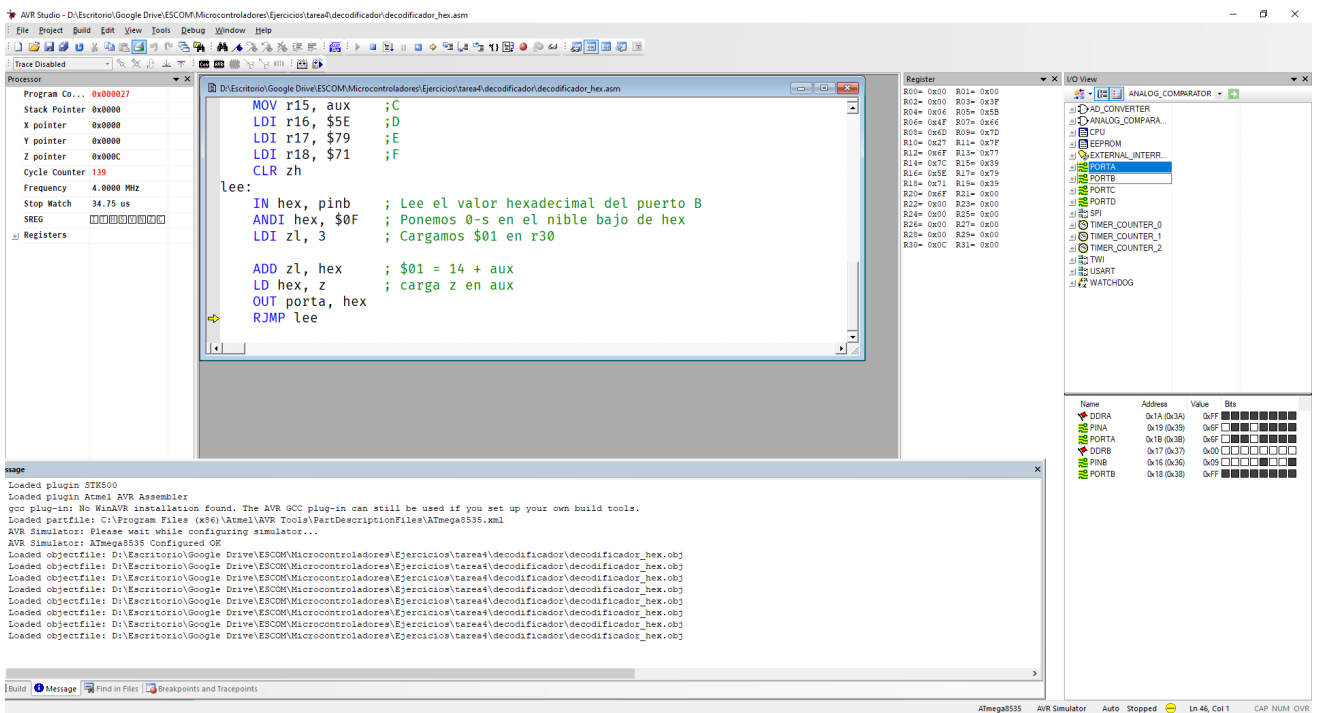 AVR Studio - D:\Escritorio\Google Drive\ESCOM\Microcontroladores\Ejercicios\tarea4\decodificador\decodificador_hex.asm
File Project Build Edit View Tools Debug Window Help
Trace Disabled
Processor
Program Co... 0x000027
Stack Pointer 0x0000
X pointer 0x0000
Y pointer 0x0000
Z pointer 0x000C
Cycle Counter 139
Frequency 4.0000 MHz
Stop Watch 34.75 us
SREG I T H S V N Z C
Registers
D:\Escritorio\Google Drive\ESCOM\Microcontroladores\Ejercicios\tarea4\decodificador\decodificador_hex.asm
MOV r15, aux ;C
LDI r16, $5E ;D
LDI r17, $79 ;E
LDI r18, $71 ;F
CLR zh
lee:
IN hex, pinb ; Lee el valor hexadecimal del puerto B
ANDI hex, $0F ; Ponemos 0-s en el nible bajo de hex
LDI zl, 3 ; Cargamos $01 en r30
ADD zl, hex ; $01 = 14 + aux
LD hex, z ; carga z en aux
OUT porta, hex
RJMP lee
Register
R00= 0x00 R01= 0x00
R02= 0x00 R03= 0x3F
R04= 0x06 R05= 0x5B
R06= 0x4F R07= 0x66
R08= 0x6D R09= 0x7D
R10= 0x27 R11= 0x7F
R12= 0x6F R13= 0x77
R14= 0x7C R15= 0x39
R16= 0x5E R17= 0x79
R18= 0x71 R19= 0x39
R20= 0x6F R21= 0x00
R22= 0x00 R23= 0x00
R24= 0x00 R25= 0x00
R26= 0x00 R27= 0x00
R28= 0x00 R29= 0x00
R30= 0x0C R31= 0x00
I/O View
ANALOG_COMPARATOR
AD_CONVERTER
ANALOG_COMPARA...
CPU
EEPROM
EXTERNAL_INTERR...
PORTA
PORTB
PORTC
PORTD
SPI
TIMER_COUNTER_0
TIMER_COUNTER_1
TIMER_COUNTER_2
TWI
USART
WATCHDOG
Name Address Value Bits
DDRA 0x1A (0x3A) 0xFF
PINA 0x19 (0x39) 0x6F
PORTA 0x1B (0x3B) 0x6F
DDRB 0x17 (0x37) 0x00
PINB 0x16 (0x36) 0x09
PORTB 0x18 (0x38) 0xFF
ssage
Loaded plugin STK500
Loaded plugin Atmel AVR Assembler
gcc plug-in: No WinAVR installation found. The AVR GCC plug-in can still be used if you set up your own build tools.
Loaded partfile: C:\Program Files (x86)\Atmel\AVR Tools\PartDescriptionFiles\ATmega8535.xml
AVR Simulator: Please wait while configuring simulator...
AVR Simulator: ATmega8535 Configured OK
Loaded objectfile: D:\Escritorio\Google Drive\ESCOM\Microcontroladores\Ejercicios\tarea4\decodificador\decodificador_hex.obj
Loaded objectfile: D:\Escritorio\Google Drive\ESCOM\Microcontroladores\Ejercicios\tarea4\decodificador\decodificador_hex.obj
Loaded objectfile: D:\Escritorio\Google Drive\ESCOM\Microcontroladores\Ejercicios\tarea4\decodificador\decodificador_hex.obj
Loaded objectfile: D:\Escritorio\Google Drive\ESCOM\Microcontroladores\Ejercicios\tarea4\decodificador\decodificador_hex.obj
Loaded objectfile: D:\Escritorio\Google Drive\ESCOM\Microcontroladores\Ejercicios\tarea4\decodificador\decodificador_hex.obj
Loaded objectfile: D:\Escritorio\Google Drive\ESCOM\Microcontroladores\Ejercicios\tarea4\decodificador\decodificador_hex.obj
Loaded objectfile: D:\Escritorio\Google Drive\ESCOM\Microcontroladores\Ejercicios\tarea4\decodificador\decodificador_hex.obj
Loaded objectfile: D:\Escritorio\Google Drive\ESCOM\Microcontroladores\Ejercicios\tarea4\decodificador\decodificador_hex.obj
Build Message Find in Files Breakpoints and Tracepoints
ATmega8535 AVR Simulator Auto Stopped Ln 46, Col 1 CAP NUM OVR